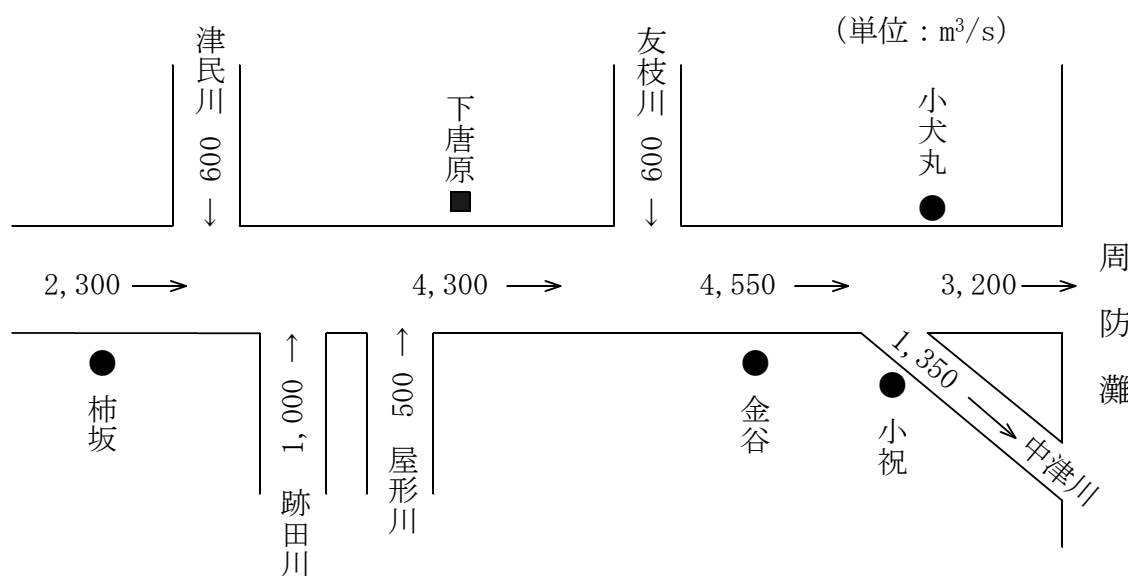 (単位：m³/s)
津民川
600
友枝川
600
下唐原
小犬丸
2,300
4,300
4,550
3,200
周防灘
1,350
中津川
1,000
跡田川
500
屋形川
柿坂
金谷
小祝